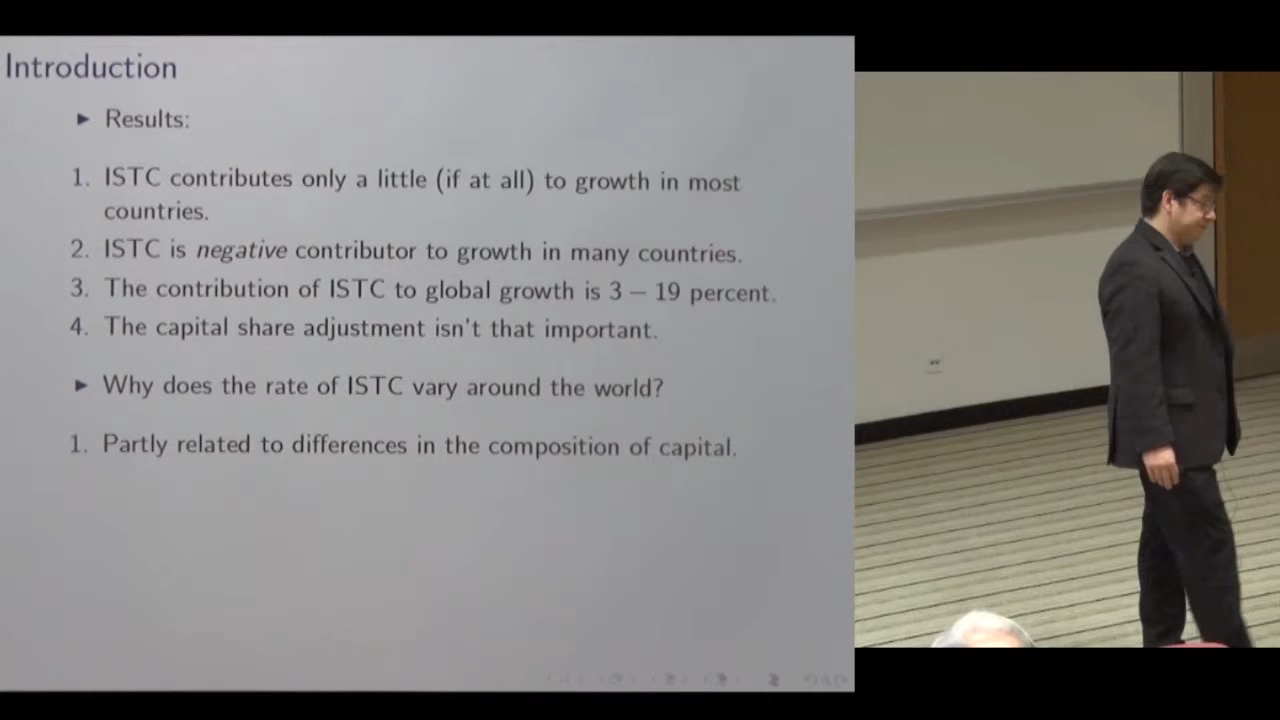 Introduction
► Results:
1. ISTC contributes only a little (if at all) to growth in most
countries.
2. ISTC is negative contributor to growth in many countries.
3. The contribution of ISTC to global growth is 3 – 19 percent.
4. The capital share adjustment isn't that important.
► Why does the rate of ISTC vary around the world?
1. Partly related to differences in the composition of capital.